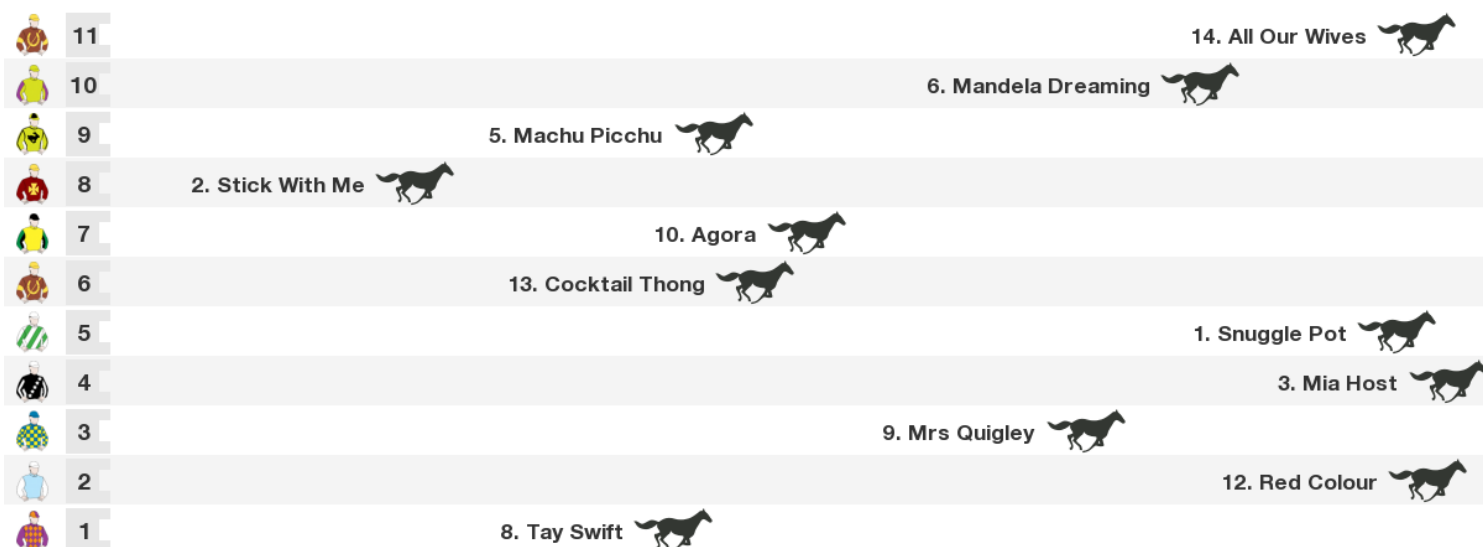 11 14. All Our Wives
10 6. Mandela Dreaming
9 5. Machu Picchu
8 2. Stick With Me
7 10. Agora
6 13. Cocktail Thong
5 1. Snuggle Pot
4 3. Mia Host
3 9. Mrs Quigley
2 12. Red Colour
1 8. Tay Swift